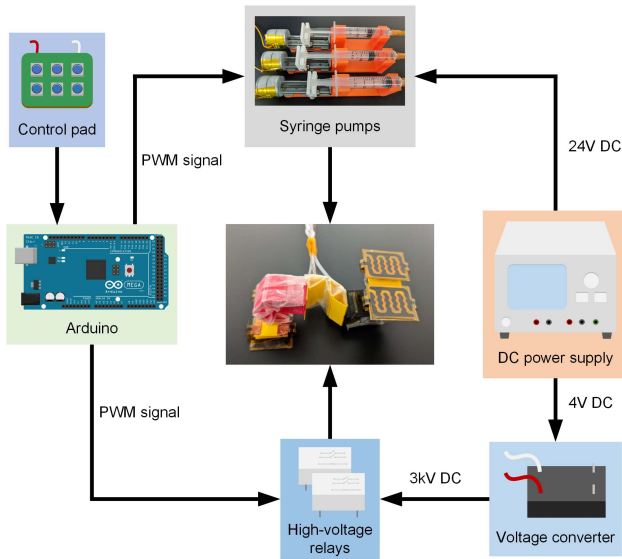 Control pad
Syringe pumps
PWM signal
24V DC
MEGA
Arduino
DC power supply
PWM signal
4V DC
3kV DC
High-voltage
relays
Voltage converter